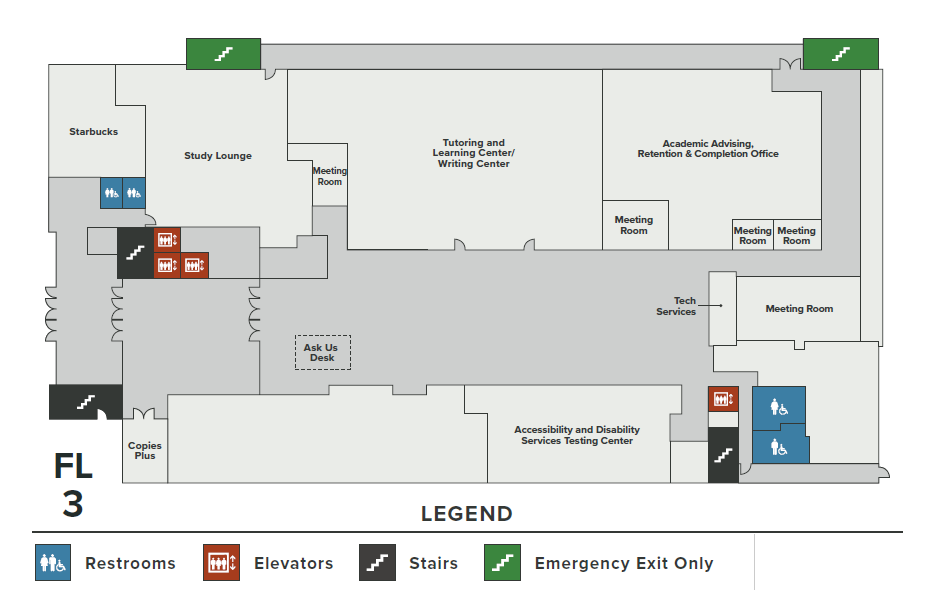 Starbucks
Study Lounge
Meeting
Room
Tutoring and
Learning Center/
Writing Center
Academic Advising,
Retention & Completion Office
Meeting
Room
Meeting
Room
Meeting
Room
Tech
Services
Meeting Room
Ask Us
Desk
Copies
Plus
Accessibility and Disability
Services Testing Center
FL
3
LEGEND
Restrooms
Elevators
Stairs
Emergency Exit Only